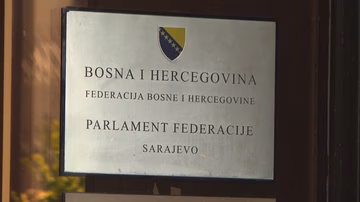 BOSNA I HERCEGOVINA
FEDERACIJA BOSNE I HERCEGOVINE
PARLAMENT FEDERACIJE
SARAJEVO